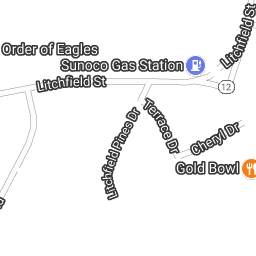 Order of Eagles
Sunoco Gas Station
Litchfield St
Litchfield St
12
Litchfield Pines Dr
Terrace Dr
Cheryl Dr
Gold Bowl